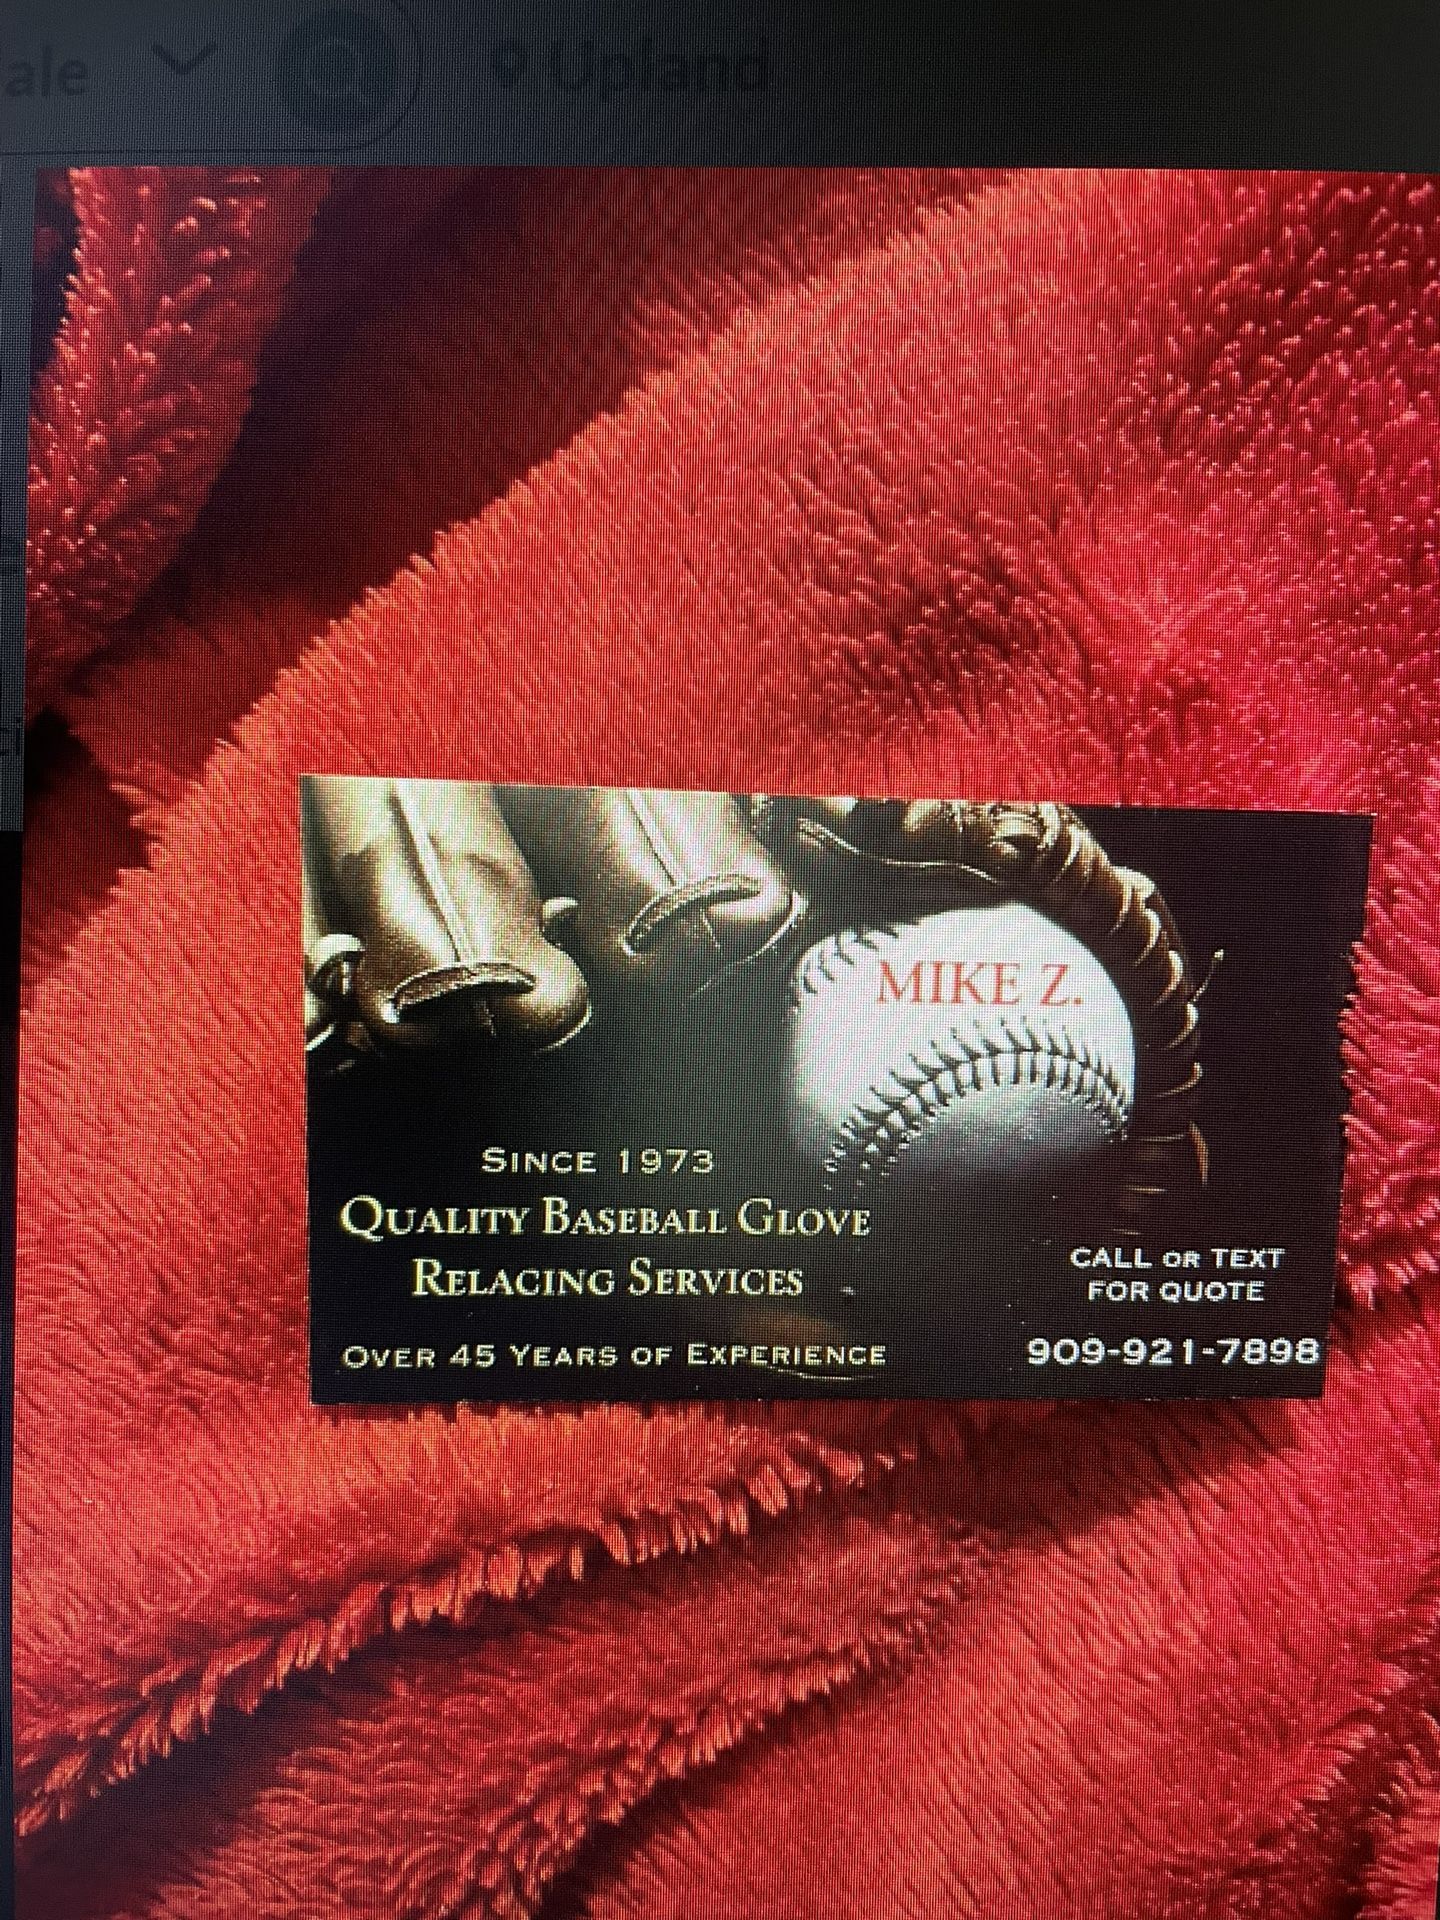 ale
Upland
MIKE Z.
SINCE 1973
QUALITY BASEBALL GLOVE
RELACING SERVICES
OVER 45 YEARS OF EXPERIENCE
CALL OR TEXT
FOR QUOTE
909-921-7898